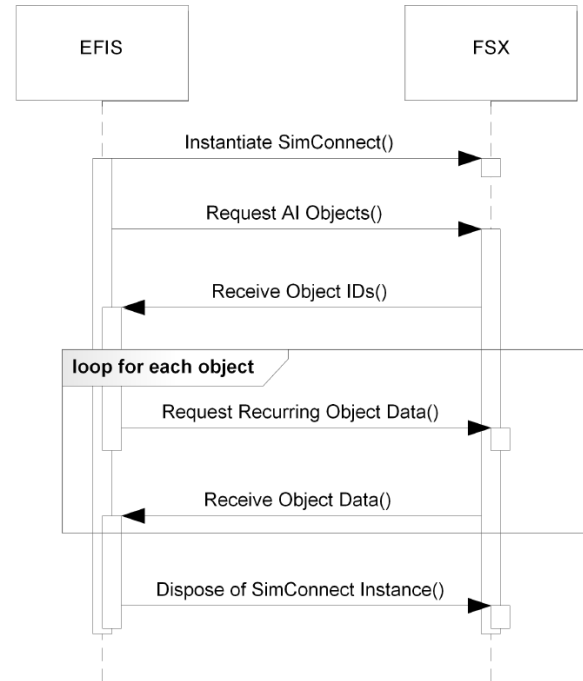 EFIS
FSX
Instantiate SimConnect()
Request AI Objects()
Receive Object IDs()
loop for each object
Request Recurring Object Data()
Receive Object Data()
Dispose of SimConnect Instance()